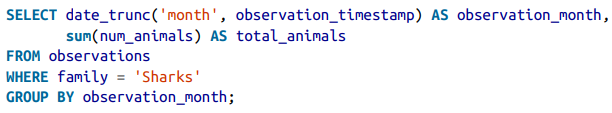 SELECT date_trunc('month', observation_timestamp) AS observation_month,
       sum(num_animals) AS total_animals
FROM observations
WHERE family = 'Sharks'
GROUP BY observation_month;